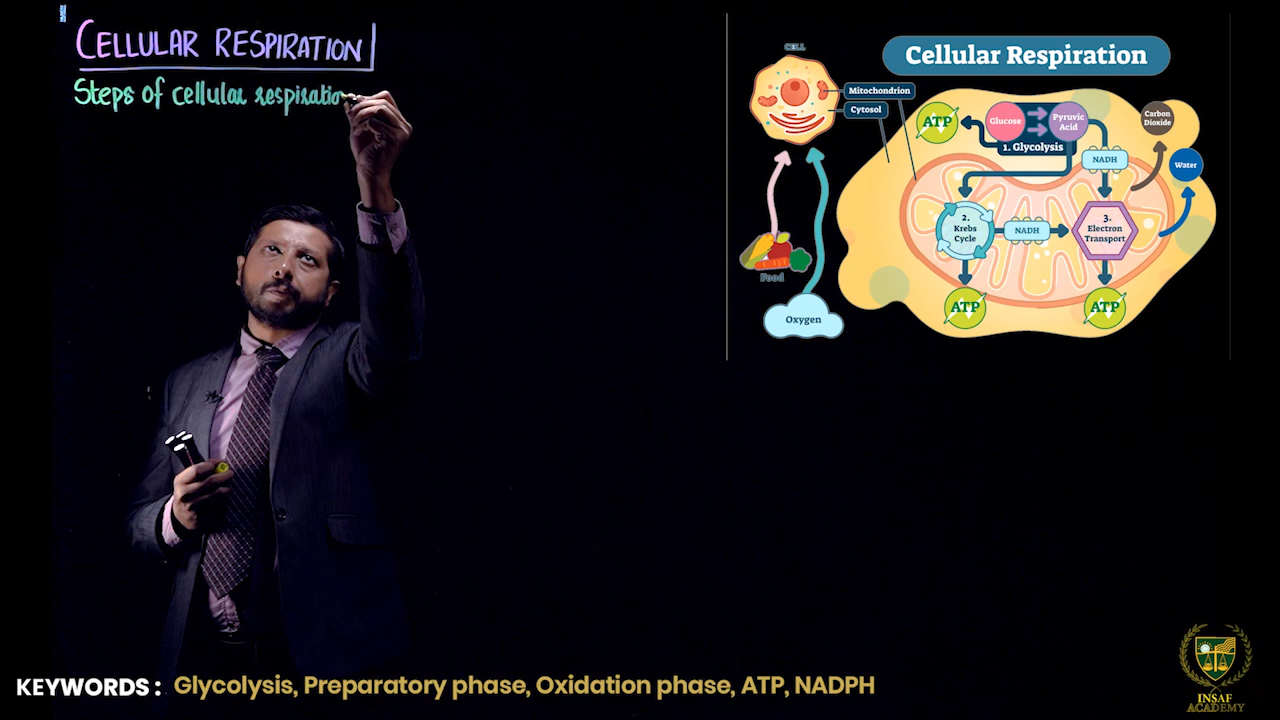 CELLULAR RESPIRATION
Steps of cellular respiratio
CELL
Cellular Respiration
Mitochondrion
Cytosol
ATP
Glucose
Pyruvic
Acid
Carbon
Dioxide
1. Glycolysis
NADH
Water
2.
Krebs
Cycle
NADH
3.
Electron
Transport
Food
ATP
ATP
Oxygen
KEYWORDS : Glycolysis, Preparatory phase, Oxidation phase, ATP, NADPH
INSAF
ACADEMY